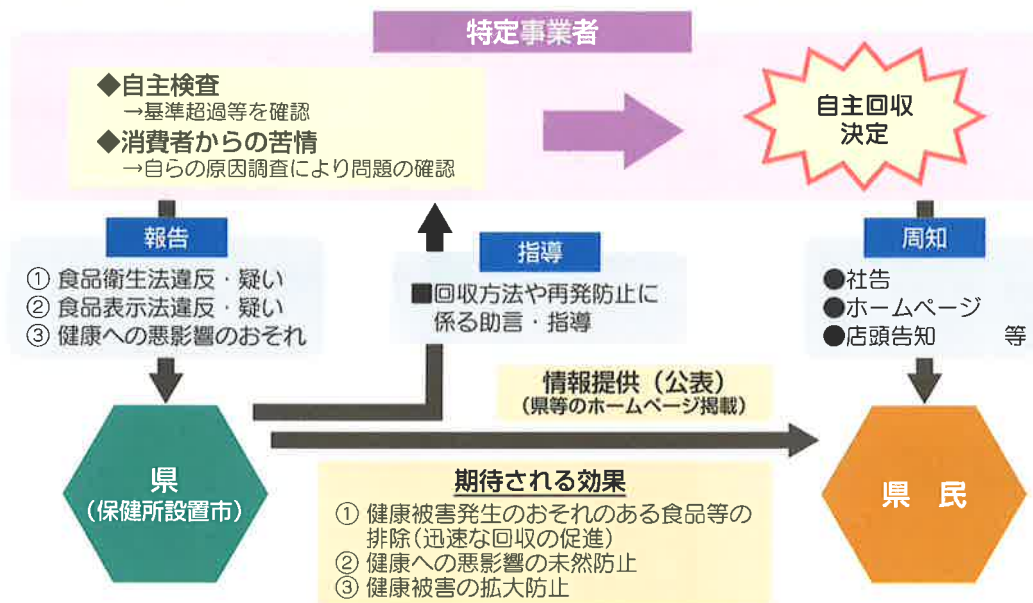 特定事業者
◆自主検査
→基準超過等を確認
◆消費者からの苦情
→自らの原因調査により問題の確認
自主回収
決定
報告
① 食品衛生法違反・疑い
② 食品表示法違反・疑い
③ 健康への悪影響のおそれ
指導
■回収方法や再発防止に
係る助言・指導
周知
●社告
●ホームページ
●店頭告知 等
情報提供（公表）
（県等のホームページ掲載）
県
（保健所設置市）
県 民
期待される効果
① 健康被害発生のおそれのある食品等の
排除（迅速な回収の促進）
② 健康への悪影響の未然防止
③ 健康被害の拡大防止